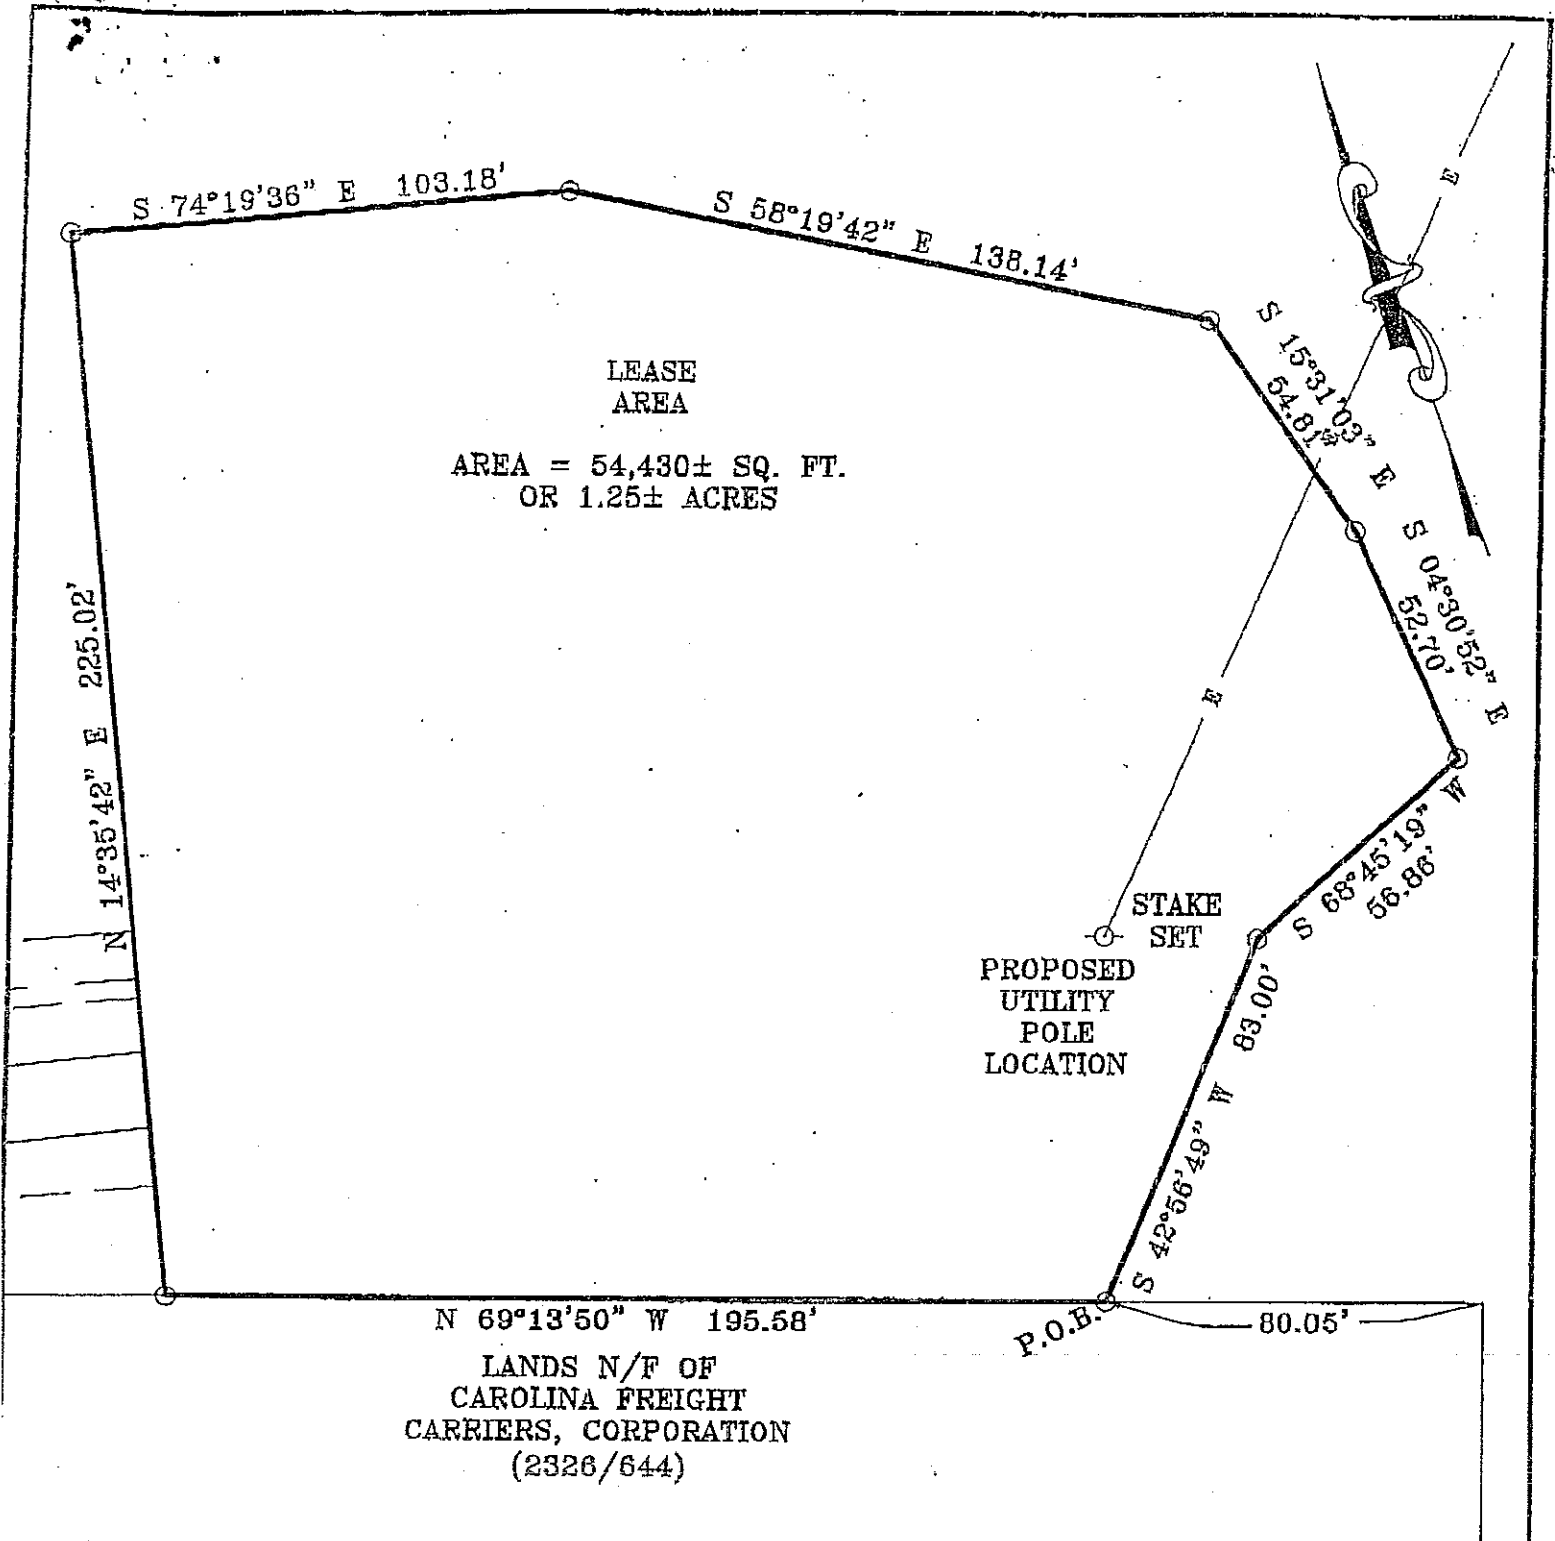 S 74°19'36" E 103.18'
S 58°19'42" E 138.14'
S 15°31'03" E
54.81'
E
LEASE
AREA
AREA = 54,430± SQ. FT.
OR 1.25± ACRES
S 04°30'52" E
52.70'
N 14°35'42" E 225.02'
E
S 68°45'19" W
56.86'
STAKE
SET
PROPOSED
UTILITY
POLE
LOCATION
S 42°56'49" W 83.00'
N 69°13'50" W 195.58'
P.O.B.
80.05'
LANDS N/F OF
CAROLINA FREIGHT
CARRIERS, CORPORATION
(2326/644)